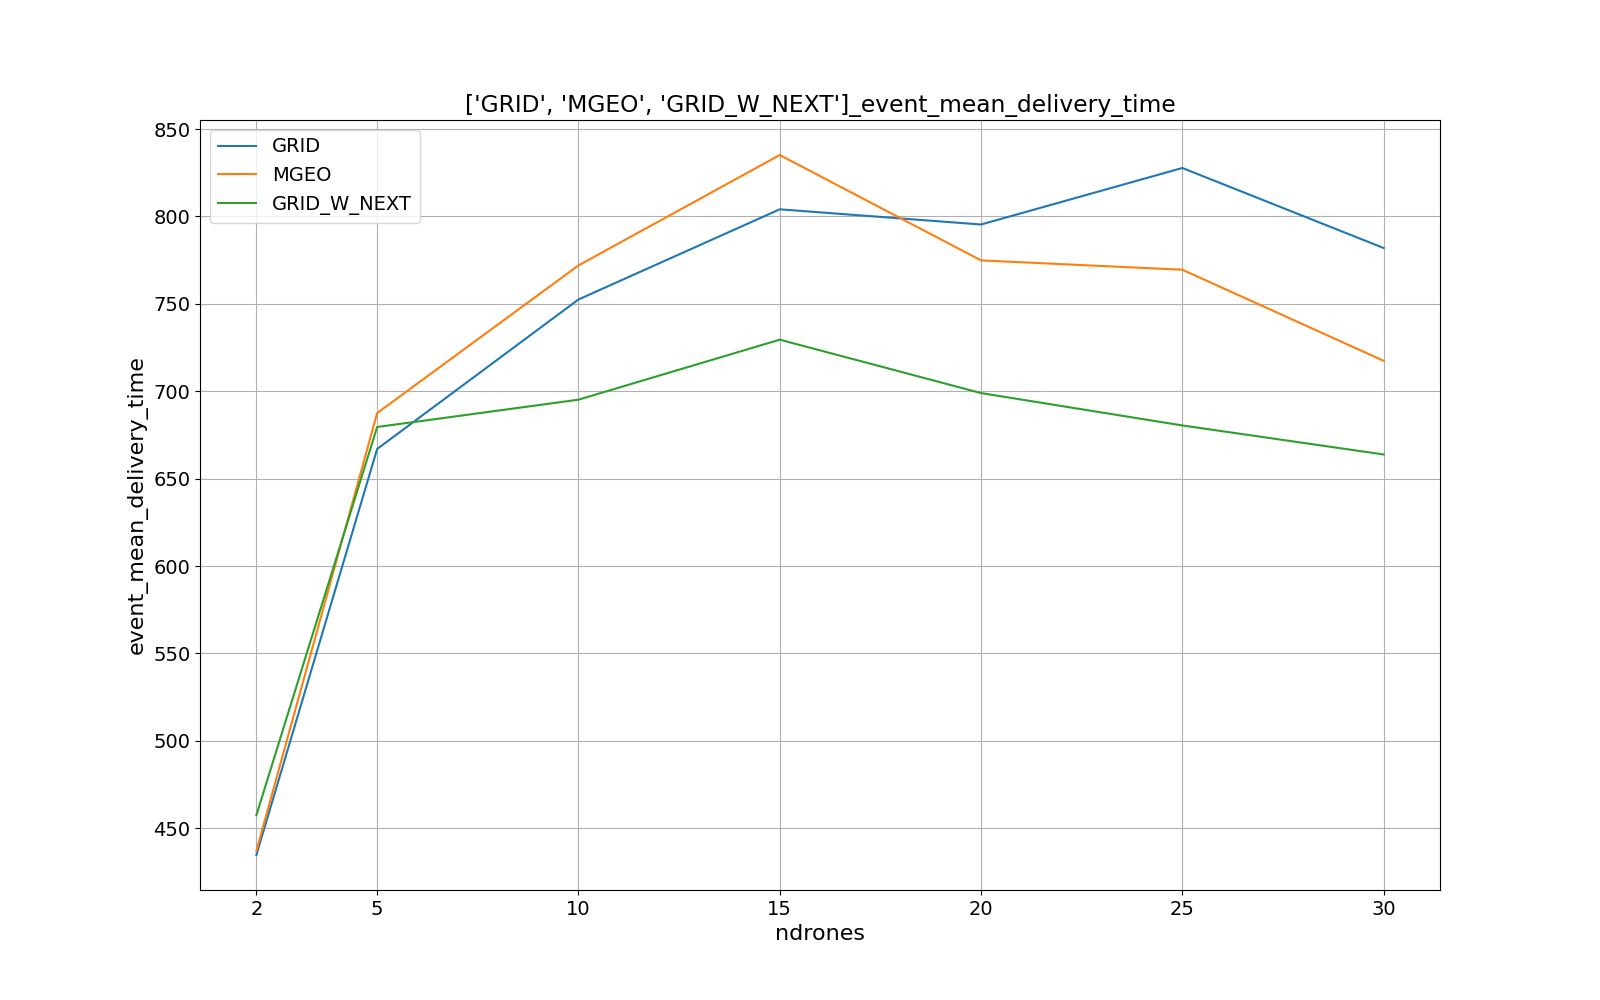 ['GRID', 'MGEO', 'GRID_W_NEXT']_event_mean_delivery_time
GRID
MGEO
GRID_W_NEXT
850
800
750
700
650
600
550
500
450
event_mean_delivery_time
2 5 10 15 20 25 30
ndrones